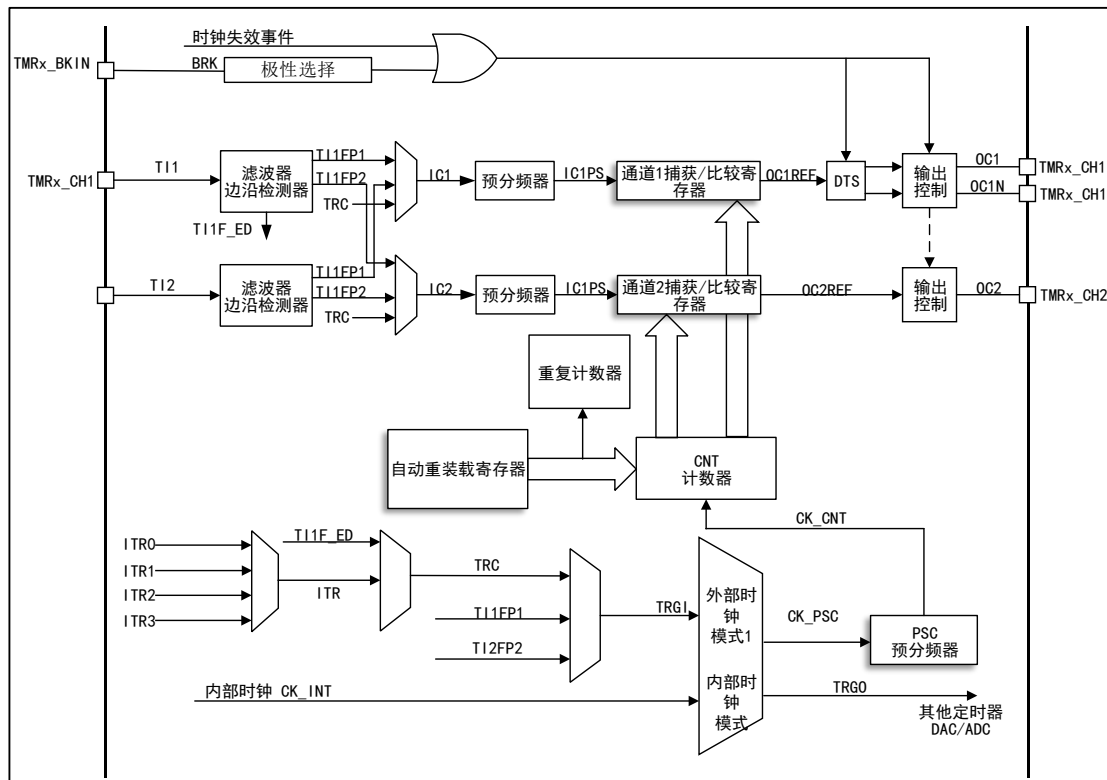 时钟失效事件
TMRx_BKIN
BRK
极性选择
TI1
TMRx_CH1
滤波器
边沿检测器
TI1FP1
TI1FP2
TRC
TI1F_ED
IC1
预分频器
IC1PS
通道1捕获/比较寄
存器
OC1REF
DTS
输出
控制
OC1
OC1N
TMRx_CH1
TMRx_CH1
TI2
滤波器
边沿检测器
TI1FP1
TI1FP2
TRC
IC2
预分频器
IC1PS
通道2捕获/比较寄
存器
OC2REF
输出
控制
OC2
TMRx_CH2
重复计数器
自动重装载寄存器
CNT
计数器
CK_CNT
ITR0
ITR1
ITR2
ITR3
TI1F_ED
ITR
TRC
TI1FP1
TI2FP2
TRGI
外部时
钟
模式1
内部时
钟
模式
CK_PSC
PSC
预分频器
内部时钟 CK_INT
TRGO
其他定时器
DAC/ADC